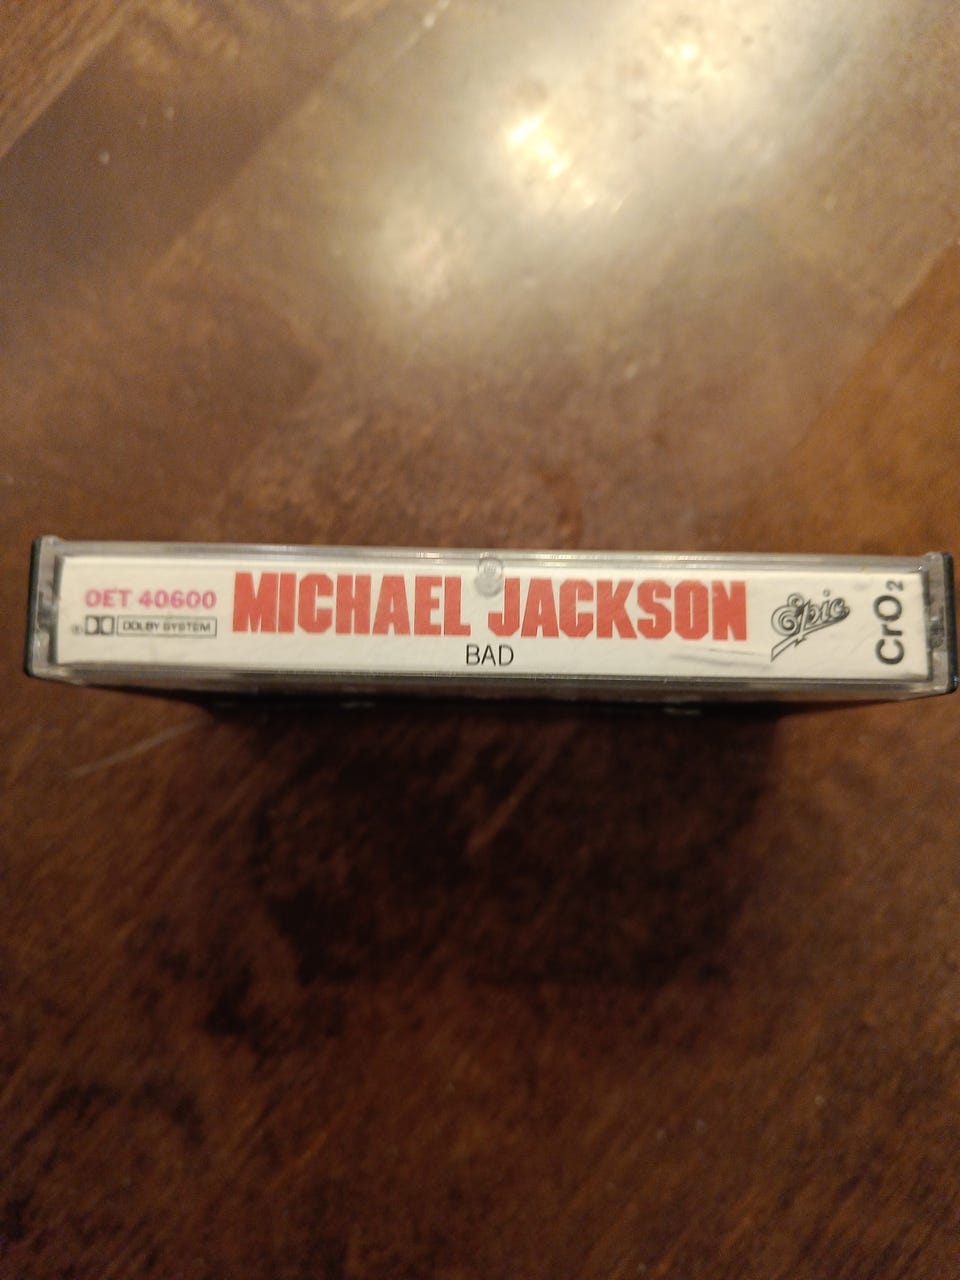 OET 40600
DOLBY SYSTEM
MICHAEL JACKSON
BAD
Epic
CrO₂